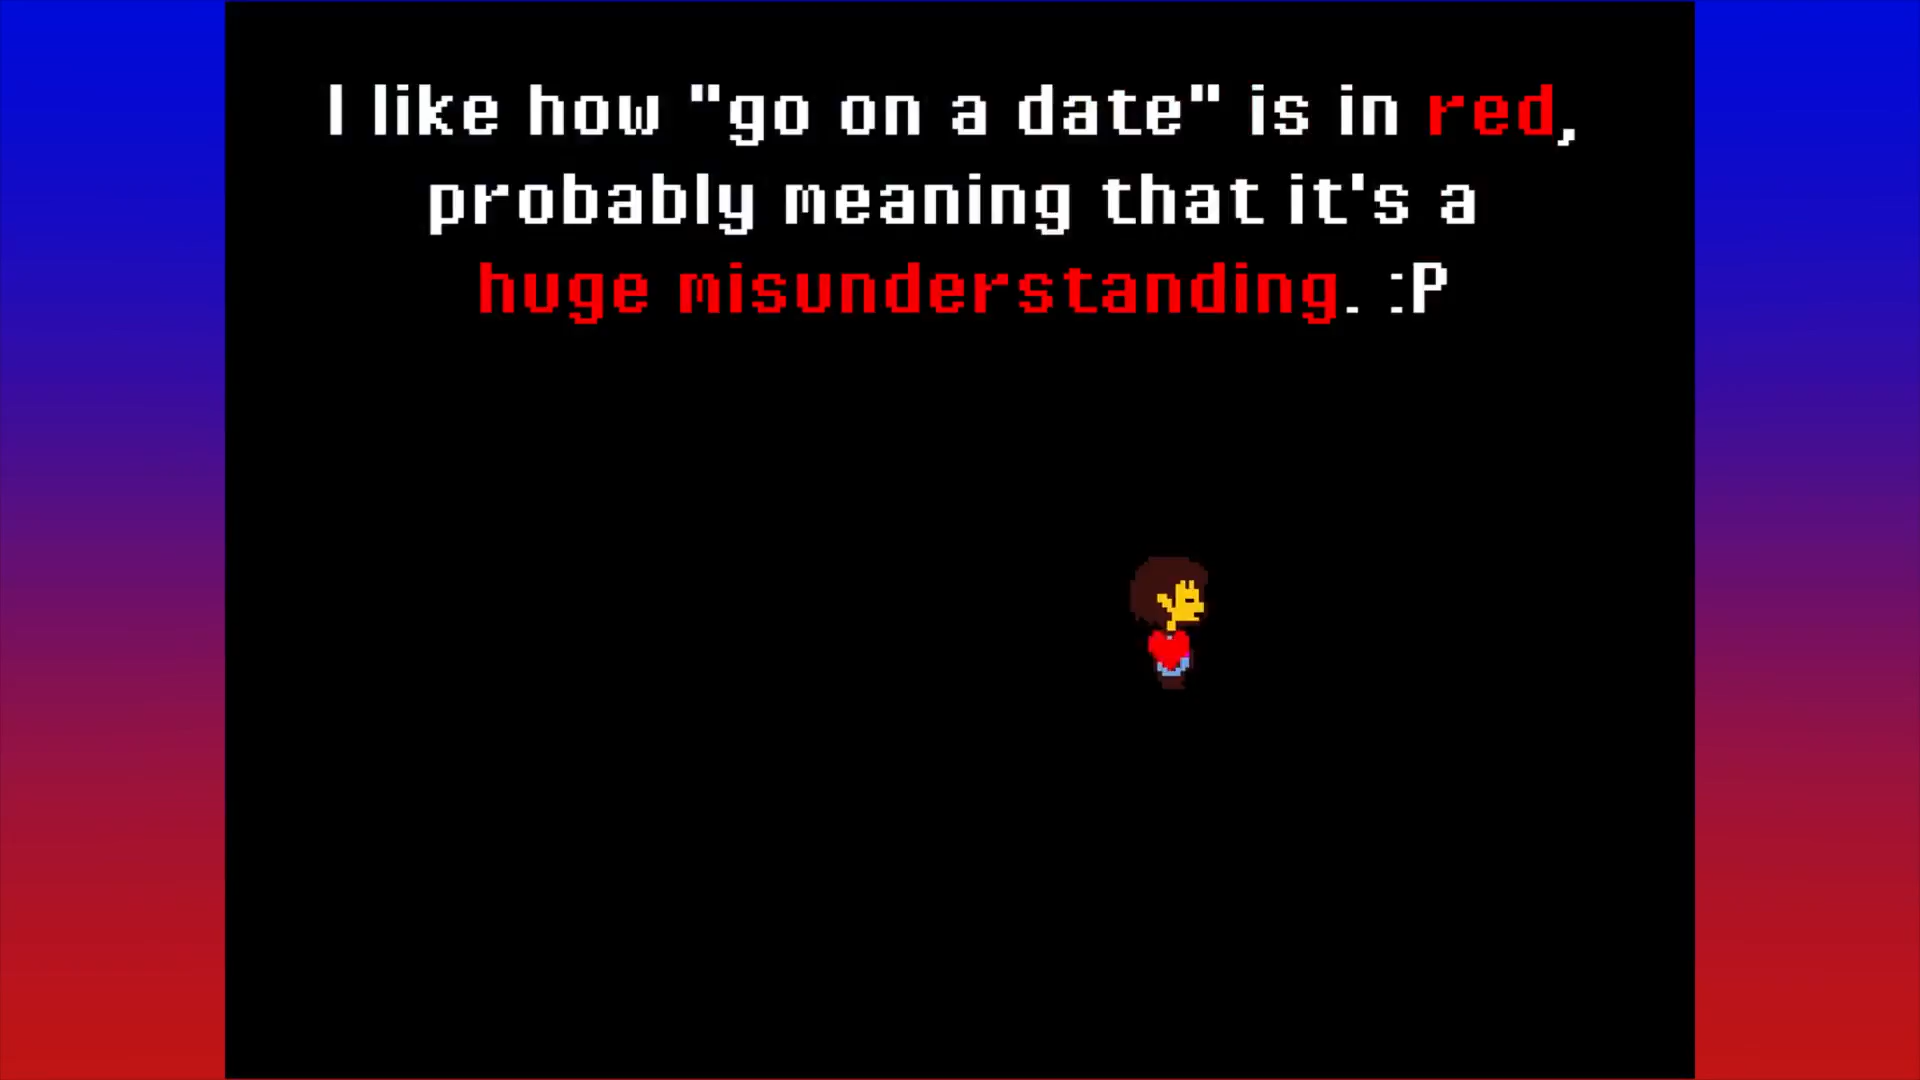 I like how "go on a date" is in red,
probably meaning that it's a
huge misunderstanding. :P